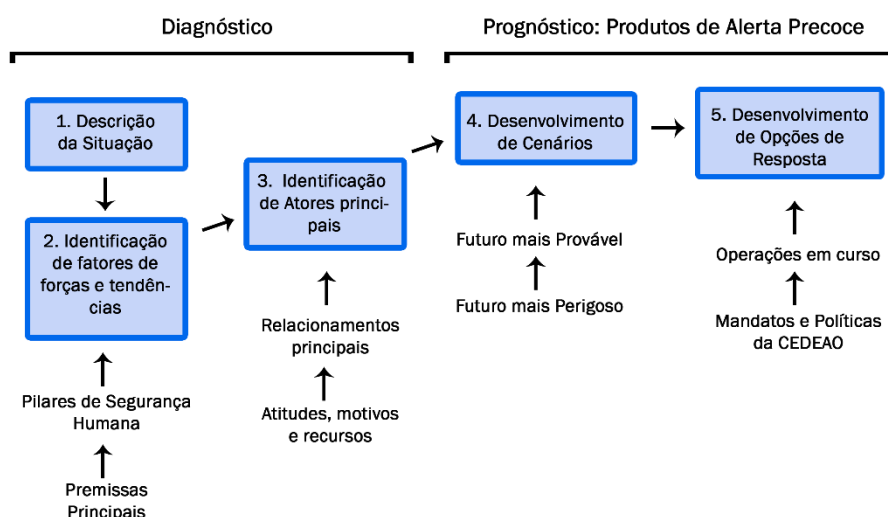 Diagnóstico
Prognóstico: Produtos de Alerta Precoce
1. Descrição
da Situação
2. Identificação
de fatores de
forças e tendên-
cias
Pilares de Segurança
Humana
Premissas
Principais
3. Identificação
de Atores princi-
pais
Relacionamentos
principais
Atitudes, motivos
e recursos
4. Desenvolvimento
de Cenários
Futuro mais Provável
Futuro mais Perigoso
5. Desenvolvimento
de Opções de
Resposta
Operações em curso
Mandatos e Políticas
da CEDEAO